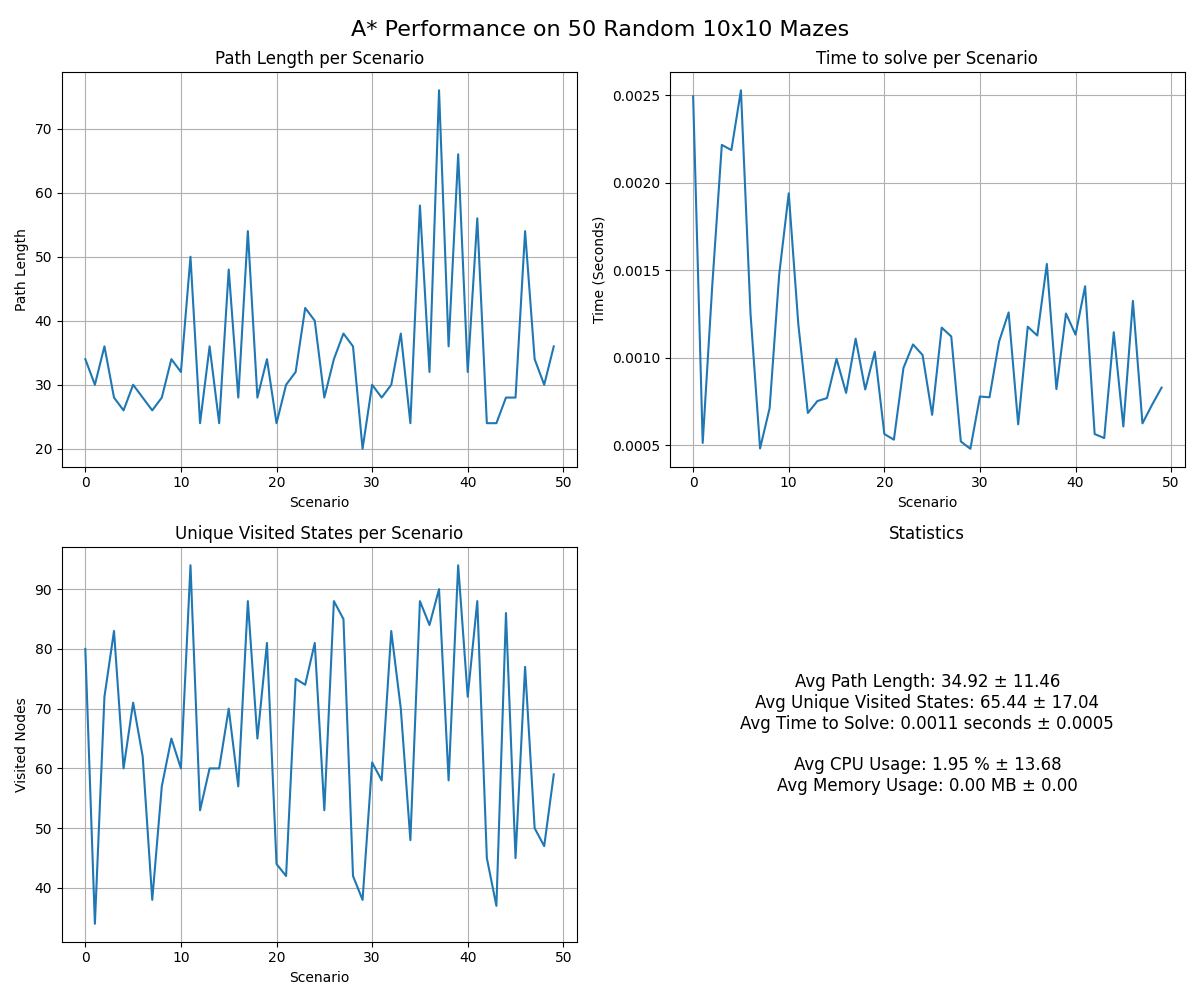 A* Performance on 50 Random 10x10 Mazes
Path Length per Scenario
Path Length
70
60
50
40
30
20
0 10 20 30 40 50
Scenario
Time to solve per Scenario
Time (Seconds)
0.0025
0.0020
0.0015
0.0010
0.0005
0 10 20 30 40 50
Scenario
Unique Visited States per Scenario
Visited Nodes
90
80
70
60
50
40
0 10 20 30 40 50
Scenario
Statistics
Avg Path Length: 34.92 ± 11.46
Avg Unique Visited States: 65.44 ± 17.04
Avg Time to Solve: 0.0011 seconds ± 0.0005
Avg CPU Usage: 1.95 % ± 13.68
Avg Memory Usage: 0.00 MB ± 0.00